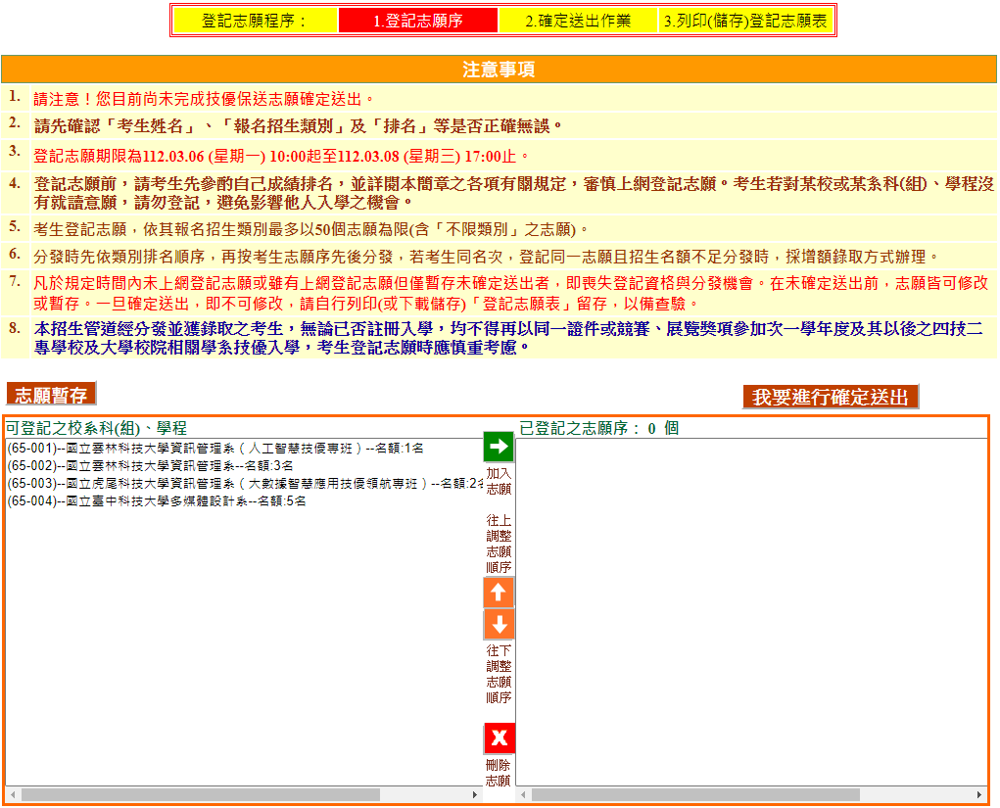 登記志願程序： 1.登記志願序 2.確定送出作業 3.列印(儲存)登記志願表
注意事項
1. 請注意！您目前尚未完成技優保送志願確定送出。
2. 請先確認「考生姓名」、「報名招生類別」及「排名」等是否正確無誤。
3. 登記志願期限為112.03.06 (星期一) 10:00起至112.03.08 (星期三) 17:00止。
4. 登記志願前，請考生先參酌自己成績排名，並詳閱本簡章之各項有關規定，審慎上網登記志願。考生若對某校或某系科(組)、學程沒
有就讀意願，請勿登記，避免影響他人入學之機會。
5. 考生登記志願，依其報名招生類別最多以50個志願為限(含「不限類別」之志願)。
6. 分發時先依類別排名順序，再按考生志願序先後分發，若考生同名次，登記同一志願且招生名額不足分發時，採增額錄取方式辦理。
7. 凡於規定時間內未上網登記志願或雖有上網登記志願但僅暫存未確定送出者，即喪失登記資格與分發機會。在未確定送出前，志願皆可修改
或暫存。一旦確定送出，即不可修改，請自行列印(或下載儲存)「登記志願表」留存，以備查驗。
8. 本招生管道經分發並獲錄取之考生，無論已否註冊入學，均不得再以同一證件或競賽、展覽獎項參加次一學年度及其以後之四技二
專學校及大學校院相關學系技優入學，考生登記志願時應慎重考慮。
志願暫存 我要進行確定送出
可登記之校系科(組)、學程
(65-001)--國立雲林科技大學資訊管理系（人工智慧技優專班）--名額:1名
(65-002)--國立雲林科技大學資訊管理系--名額:3名
(65-003)--國立虎尾科技大學資訊管理系（大數據智慧應用技優領航專班）--名額:2
(65-004)--國立臺中科技大學多媒體設計系--名額:5名
加入
志願
往上
調整
志願
順序
往下
調整
志願
順序
X
刪除
志願
已登記之志願序： 0 個